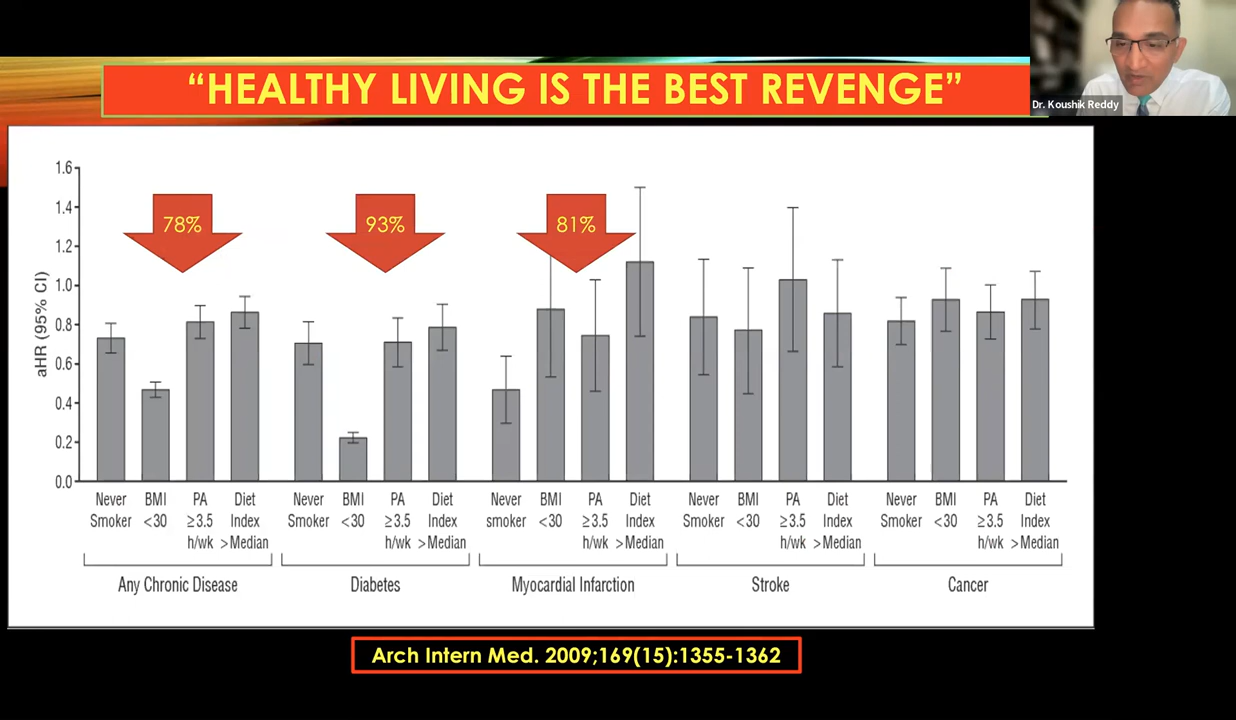 “HEALTHY LIVING IS THE BEST REVENGE”
Dr. Koushik Reddy
aHR (95% CI)
1.6
1.4
1.2
1.0
0.8
0.6
0.4
0.2
0.0
78%
93%
81%
Never Smoker
BMI <30
PA ≥3.5 h/wk
Diet Index >Median
Any Chronic Disease
Never Smoker
BMI <30
PA ≥3.5 h/wk
Diet Index >Median
Diabetes
Never smoker
BMI <30
PA ≥3.5 h/wk
Diet Index >Median
Myocardial Infarction
Never Smoker
BMI <30
PA ≥3.5 h/wk
Diet Index >Median
Stroke
Never Smoker
BMI <30
PA ≥3.5 h/wk
Diet Index >Median
Cancer
Arch Intern Med. 2009;169(15):1355-1362